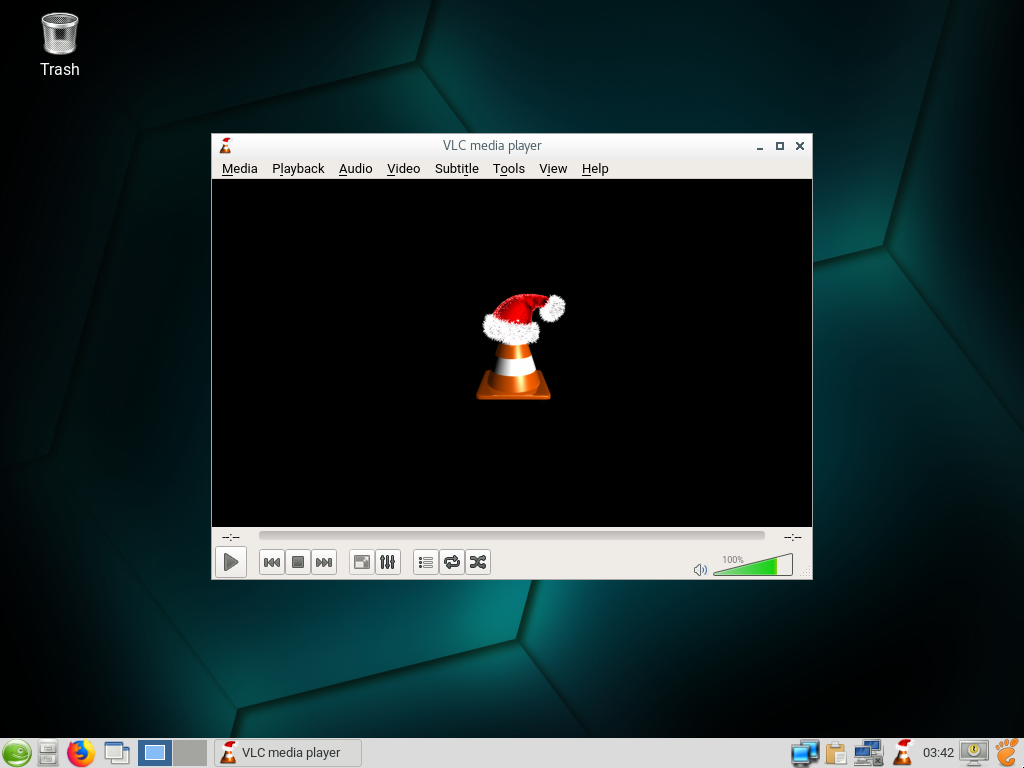 Trash
VLC media player
Media Playback Audio Video Subtitle Tools View Help
--:-- --:--
100%
VLC media player 03:42